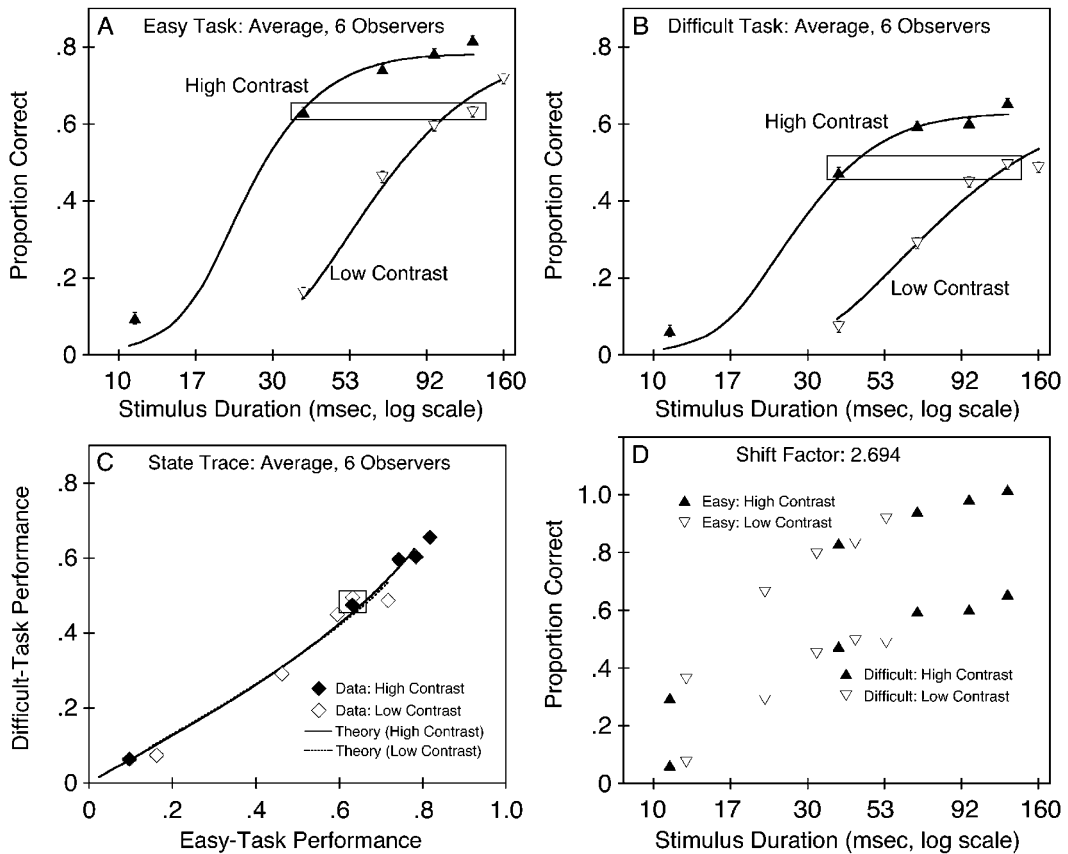 A
Easy Task: Average, 6 Observers
Proportion Correct
.8
.6
.4
.2
0
High Contrast
Low Contrast
10 17 30 53 92 160
Stimulus Duration (msec, log scale)
B
Difficult Task: Average, 6 Observers
Proportion Correct
.8
.6
.4
.2
0
High Contrast
Low Contrast
10 17 30 53 92 160
Stimulus Duration (msec, log scale)
C
State Trace: Average, 6 Observers
Difficult-Task Performance
.8
.6
.4
.2
0
Data: High Contrast
Data: Low Contrast
Theory (High Contrast)
Theory (Low Contrast)
0 .2 .4 .6 .8 1.0
Easy-Task Performance
D
Shift Factor: 2.694
Proportion Correct
1.0
.8
.6
.4
.2
0
Easy: High Contrast
Easy: Low Contrast
Difficult: High Contrast
Difficult: Low Contrast
10 17 30 53 92 160
Stimulus Duration (msec, log scale)